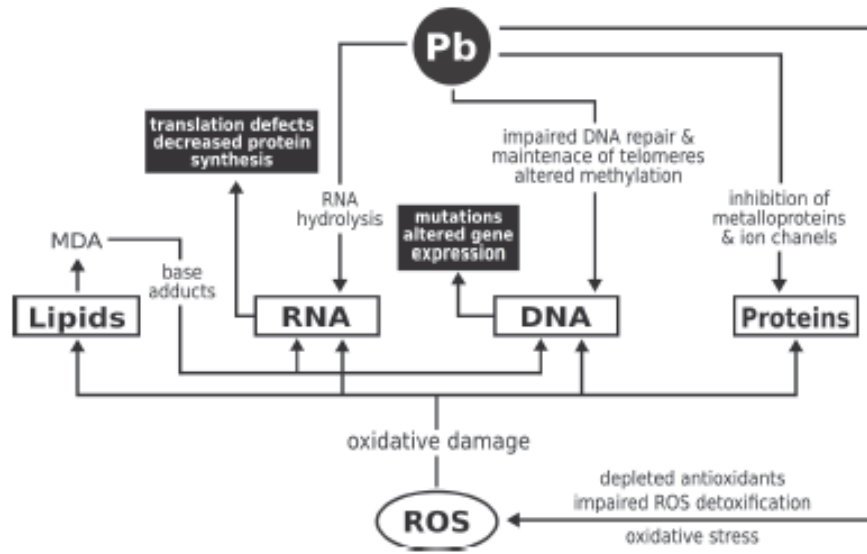 Pb
translation defects
decreased protein
synthesis
impaired DNA repair &
maintenace of telomeres
altered methylation
RNA
hydrolysis
mutations
altered gene
expression
inhibition of
metalloproteins
& ion chanels
MDA
base
adducts
Lipids
RNA
DNA
Proteins
oxidative damage
depleted antioxidants
impaired ROS detoxification
ROS
oxidative stress